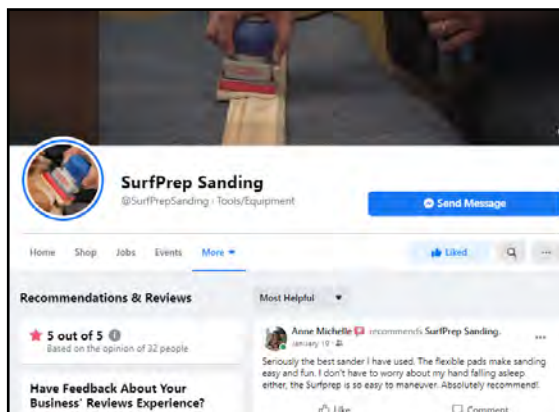 SurfPrep Sanding
@SurfPrepSanding · Tools/Equipment
Send Message
Home Shop Jobs Events More
Liked
Recommendations & Reviews
5 out of 5
Based on the opinion of 32 people
Have Feedback About Your
Business' Reviews Experience?
Most Helpful
Anne Michelle recommends SurfPrep Sanding.
January 19
Seriously the best sander I have used. The flexible pads make sanding
easy and fun. I don't have to worry about my hand falling asleep
either, the Surfprep is so easy to maneuver. Absolutely recommend!
Like Comment